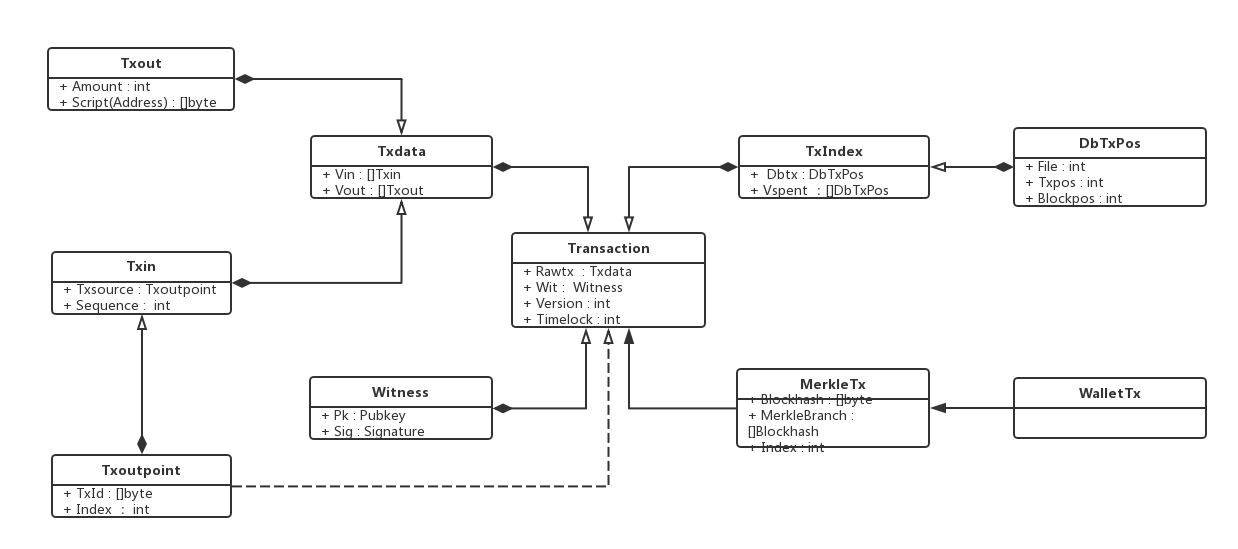 Txout
+ Amount : int
+ Script(Address) : []byte
Txdata
+ Vin : []Txin
+ Vout : []Txout
TxIndex
+ Dbtx : DbTxPos
+ Vspent : []DbTxPos
DbTxPos
+ File : int
+ Txpos : int
+ Blockpos : int
Txin
+ Txsource : Txoutpoint
+ Sequence : int
Transaction
+ Rawtx : Txdata
+ Wit : Witness
+ Version : int
+ Timelock : int
Witness
+ Pk : Pubkey
+ Sig : Signature
MerkleTx
+ Blockhash : []byte
+ MerkleBranch :
[]Blockhash
+ Index : int
WalletTx
Txoutpoint
+ TxId : []byte
+ Index : int